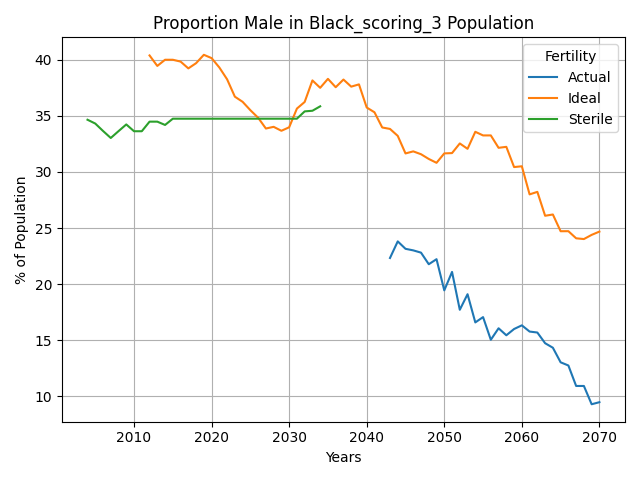 Proportion Male in Black_scoring_3 Population
Fertility
Actual
Ideal
Sterile
% of Population
40
35
30
25
20
15
10
2010 2020 2030 2040 2050 2060 2070
Years